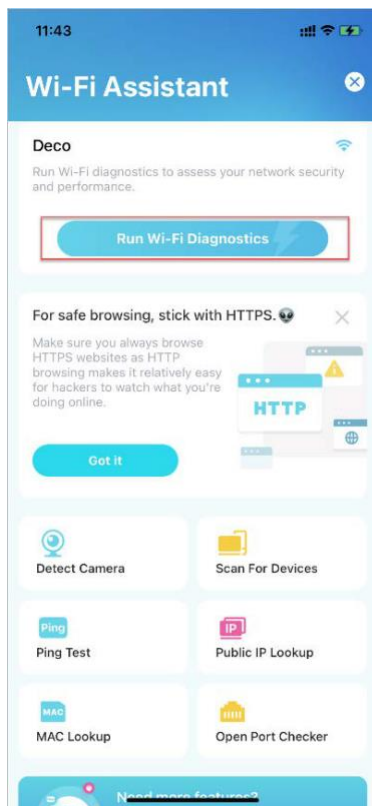 11:43
Wi-Fi Assistant
Deco
Run Wi-Fi diagnostics to assess your network security
and performance.
Run Wi-Fi Diagnostics
For safe browsing, stick with HTTPS.👽
Make sure you always browse
HTTPS websites as HTTP
browsing makes it relatively easy
for hackers to watch what you're
doing online.
HTTP
Got it
Detect Camera
Scan For Devices
Ping
IP
Ping Test
Public IP Lookup
MAC
MAC Lookup
Open Port Checker
Need more features?